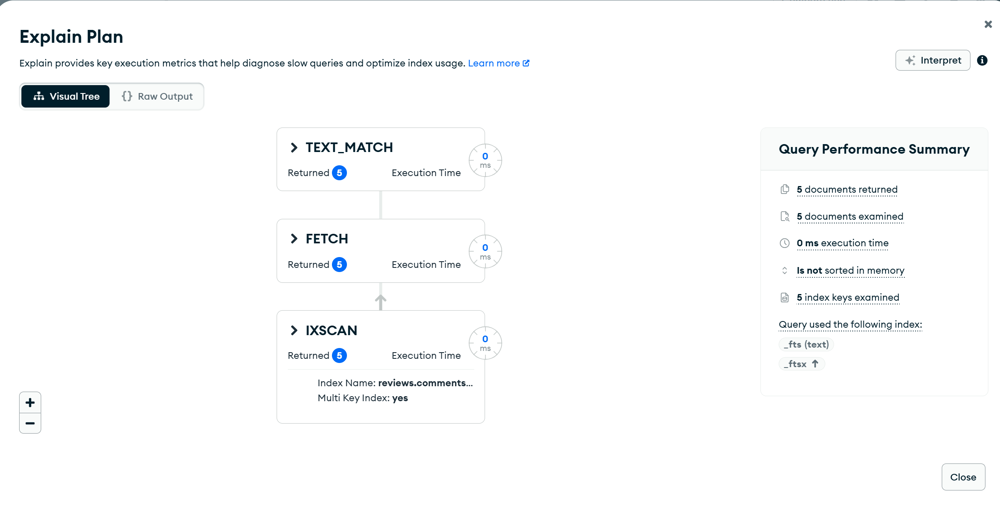 Explain Plan
Explain provides key execution metrics that help diagnose slow queries and optimize index usage. Learn more
Interpret
Visual Tree
Raw Output
TEXT_MATCH
Returned 5
Execution Time
0
ms
FETCH
Returned 5
Execution Time
0
ms
IXSCAN
Returned 5
Execution Time
0
ms
Index Name: reviews.comments...
Multi Key Index: yes
Query Performance Summary
5 documents returned
5 documents examined
0 ms execution time
Is not sorted in memory
5 index keys examined
Query used the following index:
_fts (text)
_ftsx
Close